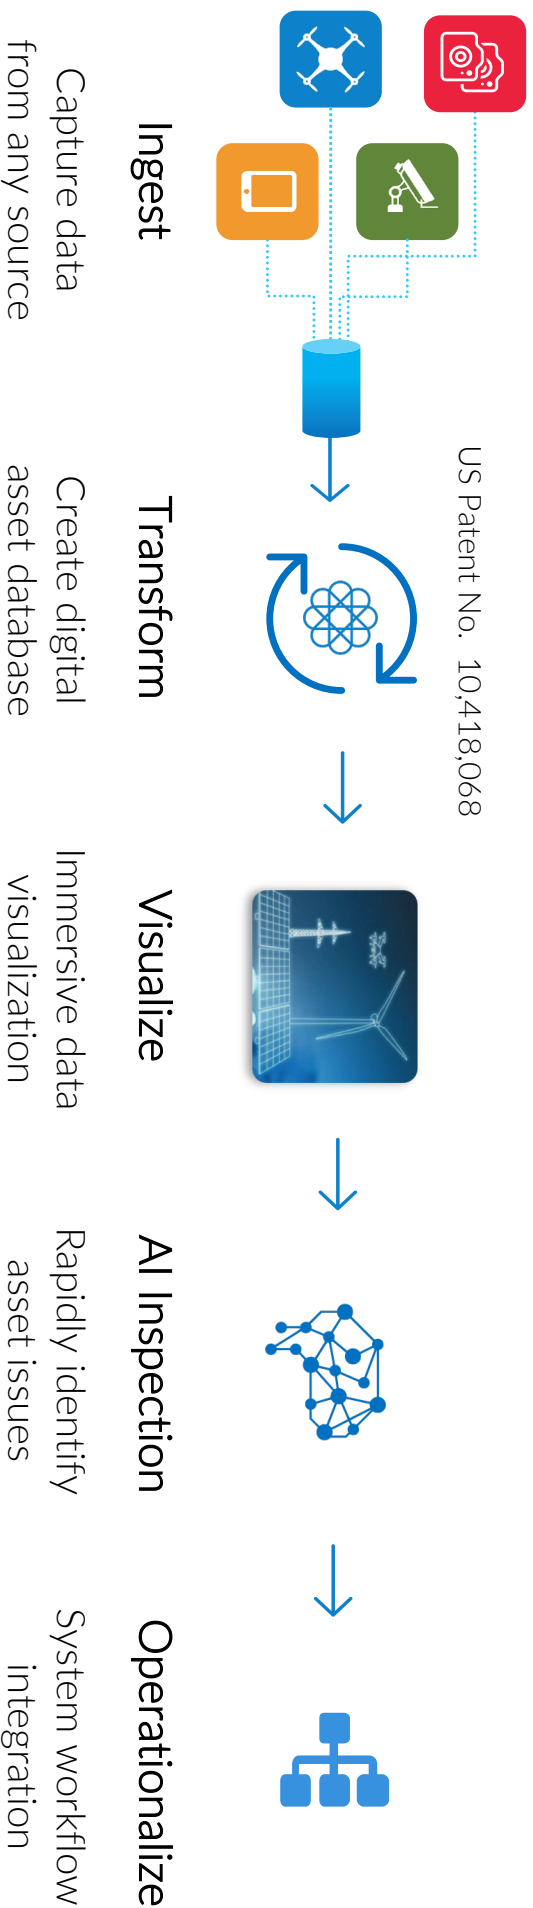 US Patent No. 10,418,068
Ingest
Capture data
from any source
Transform
Create digital
asset database
Visualize
Immersive data
visualization
AI Inspection
Rapidly identify
asset issues
Operationalize
System workflow
integration